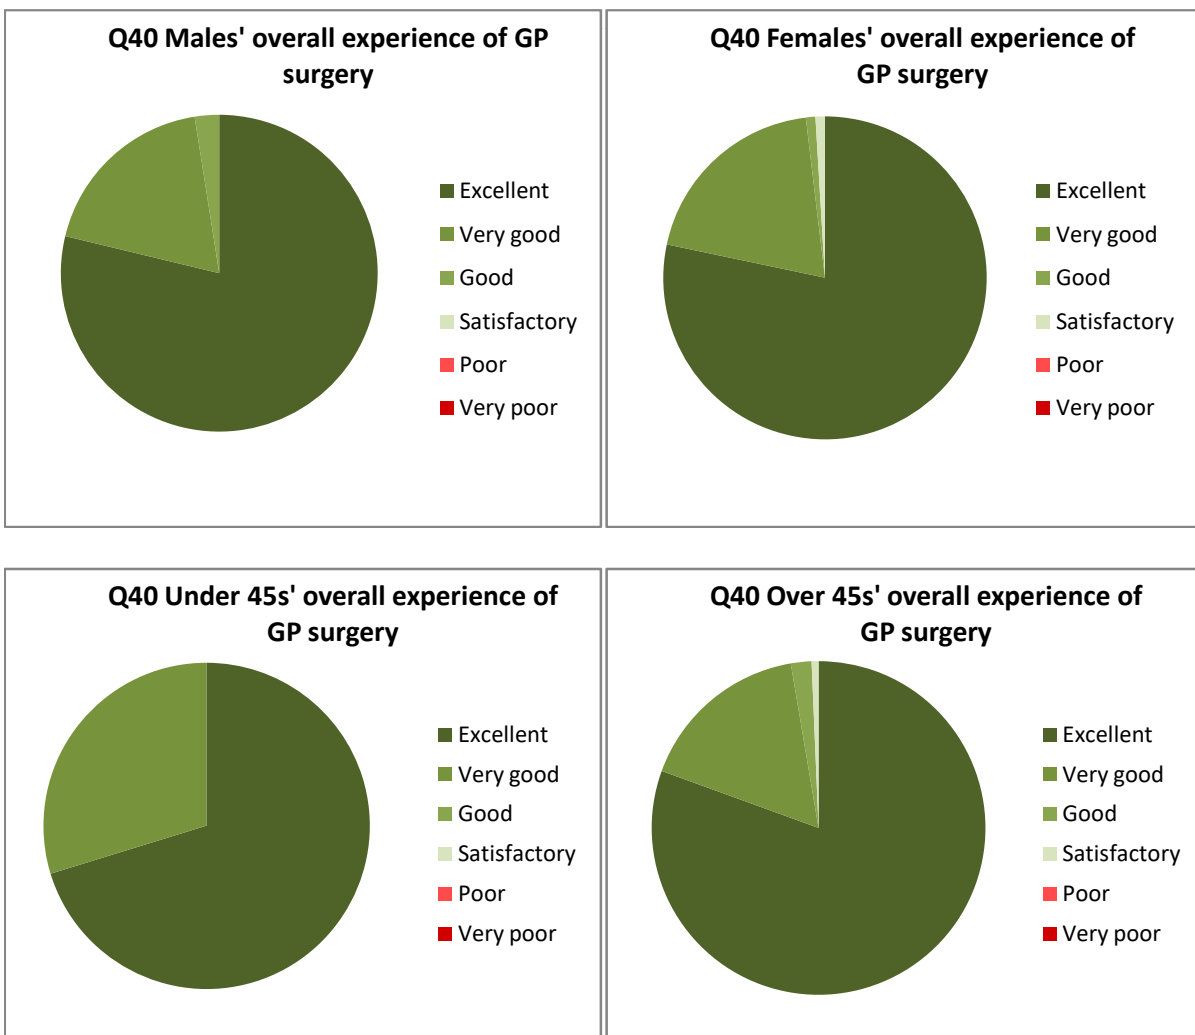 Q40 Males' overall experience of GP
surgery
Excellent
Very good
Good
Satisfactory
Poor
Very poor
Q40 Females' overall experience of
GP surgery
Excellent
Very good
Good
Satisfactory
Poor
Very poor
Q40 Under 45s' overall experience of
GP surgery
Excellent
Very good
Good
Satisfactory
Poor
Very poor
Q40 Over 45s' overall experience of
GP surgery
Excellent
Very good
Good
Satisfactory
Poor
Very poor